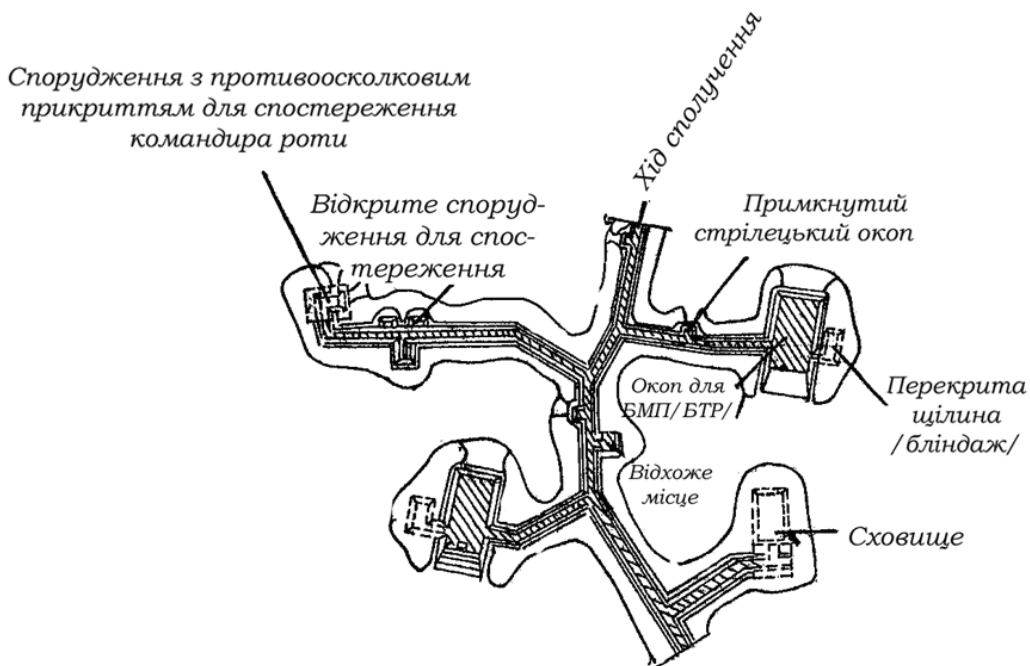 Спорудження з противоосколковим
прикриттям для спостереження
командира роти
Відкрите споруд-
ження для спос-
тереження
Хід сполучення
Примкнутий
стрілецький окоп
Окоп для
БМП/БТР/
Перекрита
щілина
/бліндаж/
Відхоже
місце
Сховище